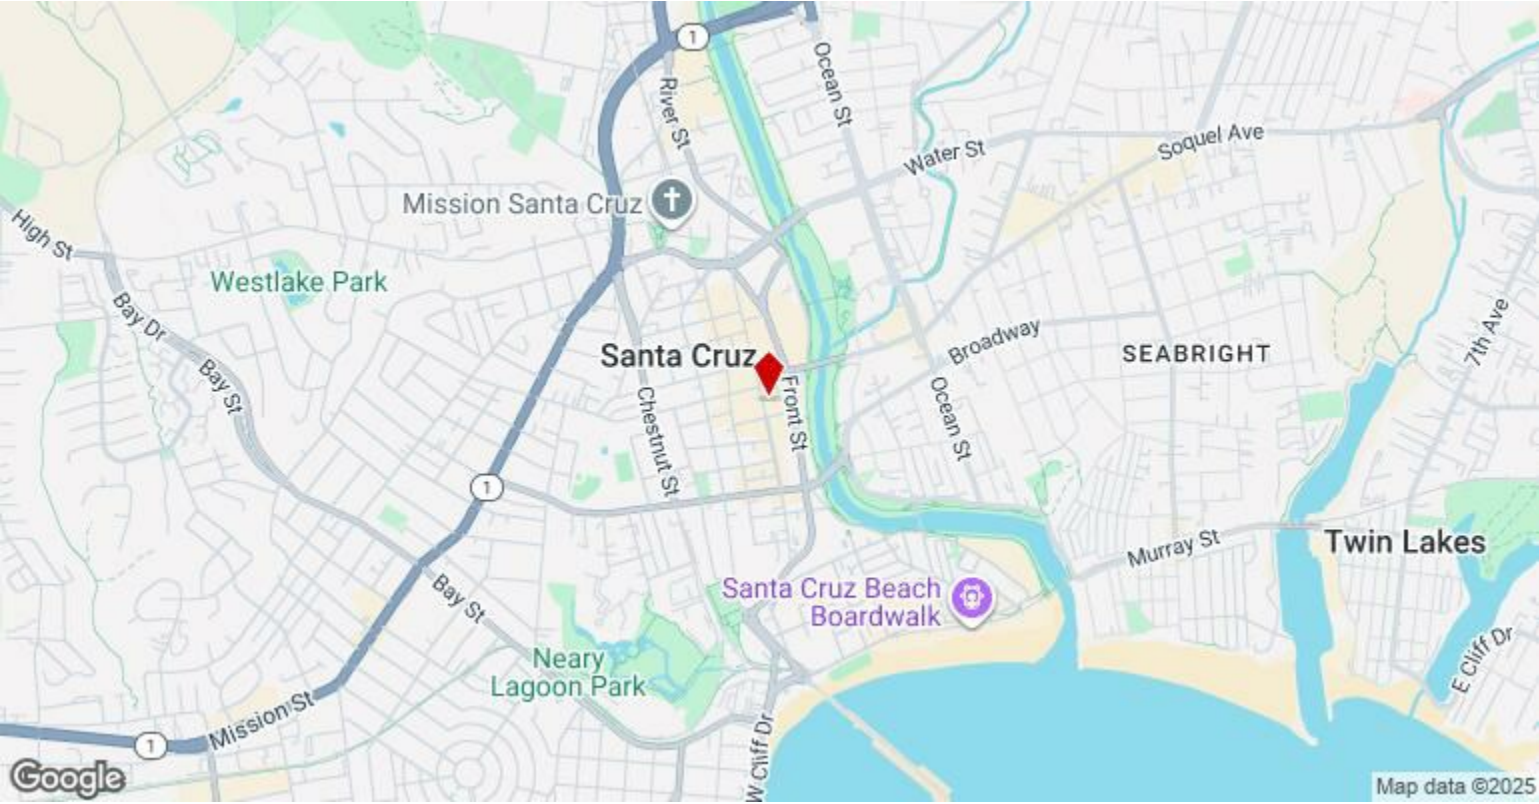 1
Ocean St
River St
Water St
Soquel Ave
Mission Santa Cruz
High St
Westlake Park
Bay Dr
7th Ave
Broadway
SEABRIGHT
Santa Cruz
Bay St
Front St
Ocean St
Chestnut St
1
Murray St
Twin Lakes
Bay St
Santa Cruz Beach
Boardwalk
Neary
Lagoon Park
E Cliff Dr
Mission St
W Cliff Dr
1
Google
Map data ©2025